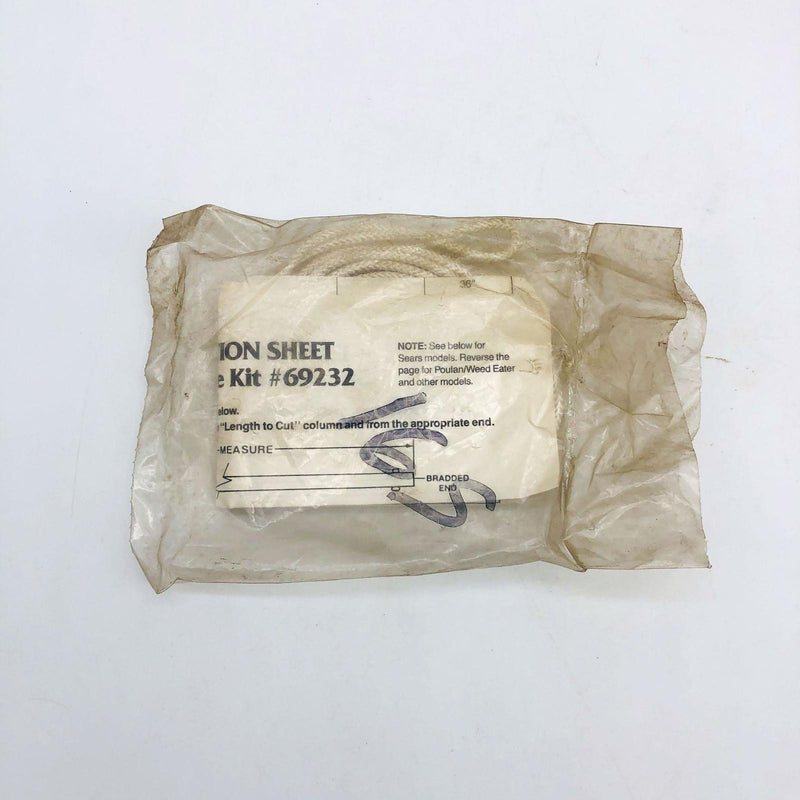 36"
ION SHEET
e Kit #69232
NOTE: See below for
Sears models. Reverse the
page for Poulan/Weed Eater
and other models.
elow.
"Length to Cut" column and from the appropriate end.
MEASURE
BRADDED
END